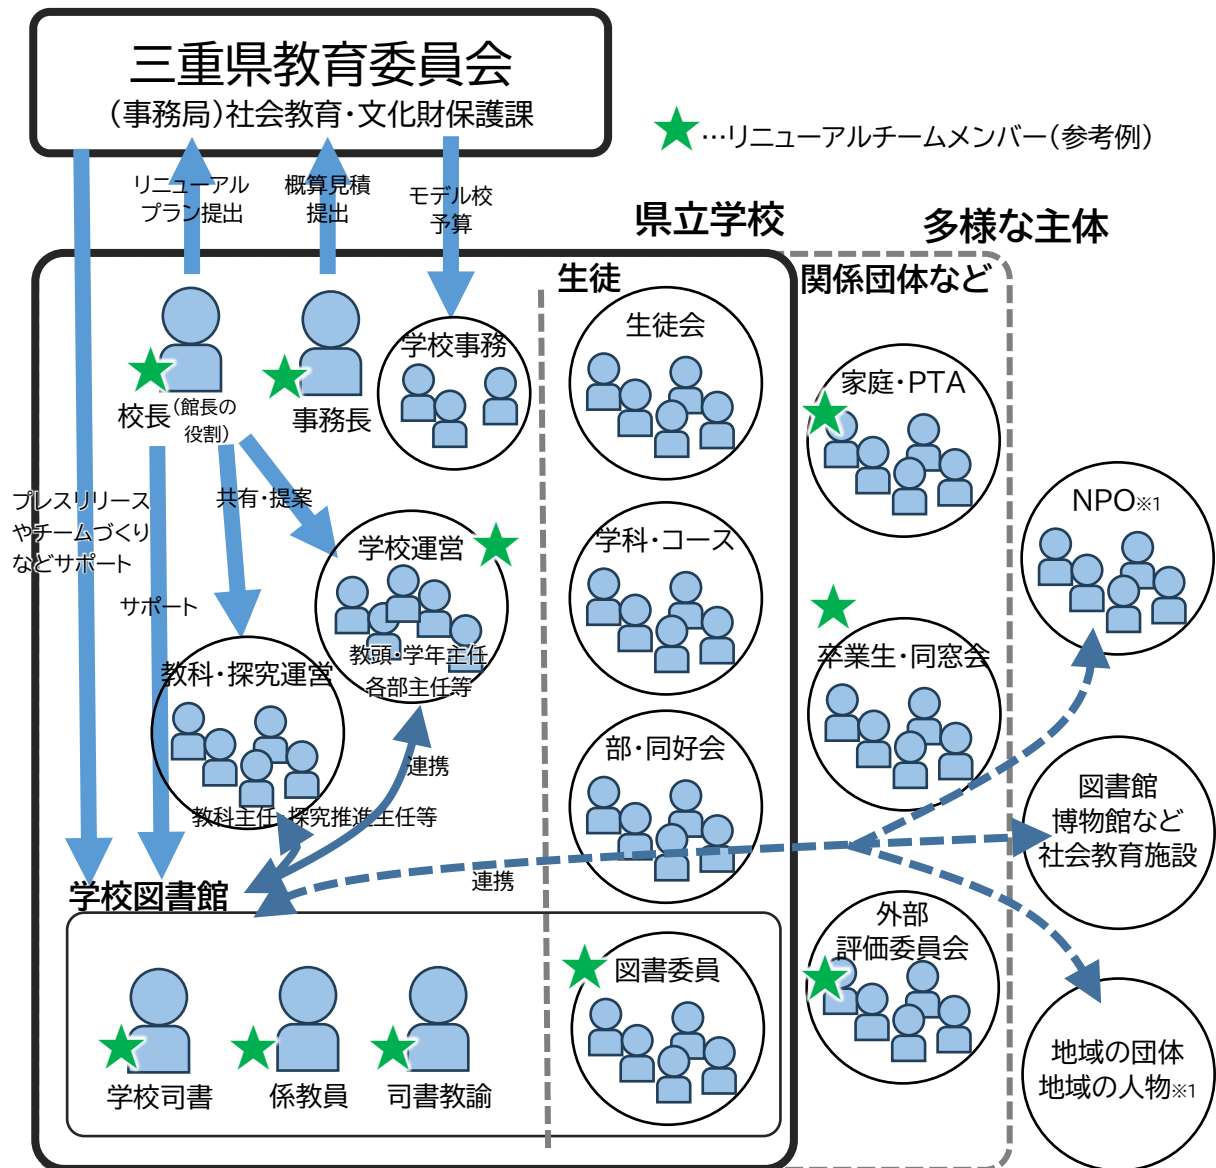 三重県教育委員会
（事務局）社会教育・文化財保護課
…リニューアルチームメンバー（参考例）
リニューアル
プラン提出
概算見積
提出
モデル校
予算
県立学校
多様な主体
生徒
関係団体など
生徒会
学校事務
家庭・PTA
校長（館長の
役割）
事務長
NPO※1
プレスリリース
やチームづくり
などサポート
共有・提案
学校運営
学科・コース
サポート
教頭・学年主任
各部主任等
教科・探究運営
卒業生・同窓会
部・同好会
連携
教科主任・探究推進主任等
図書館
博物館など
社会教育施設
学校図書館
連携
外部
評価委員会
図書委員
学校司書
係教員
司書教諭
地域の団体
地域の人物※1